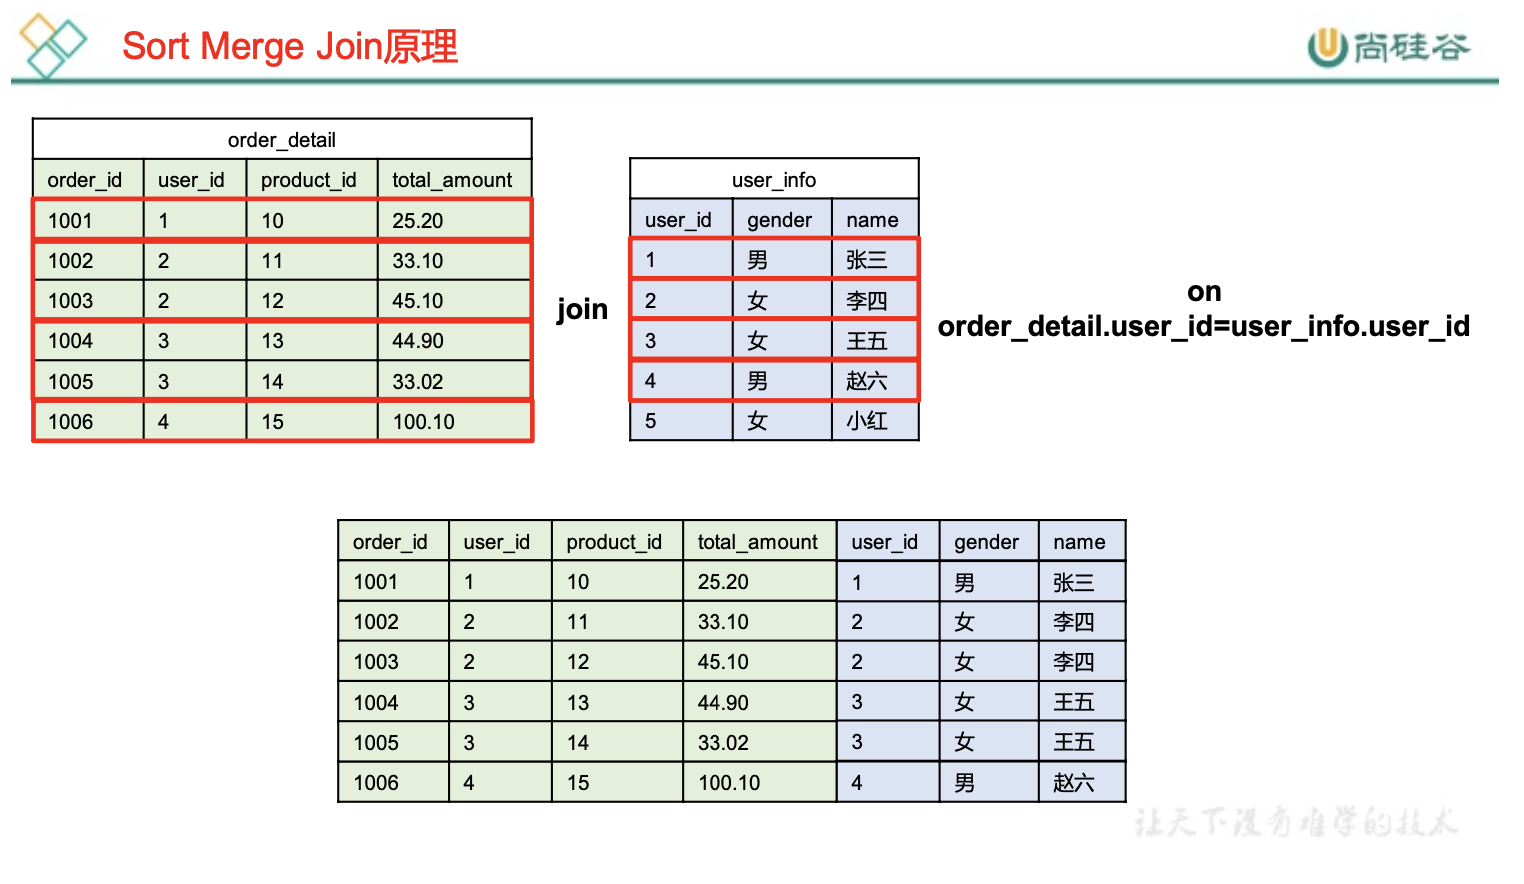 Sort Merge Join原理
尚硅谷
order_detail
order_id user_id product_id total_amount
1001 1 10 25.20
1002 2 11 33.10
1003 2 12 45.10
1004 3 13 44.90
1005 3 14 33.02
1006 4 15 100.10
join
user_info
user_id gender name
1 男 张三
2 女 李四
3 女 王五
4 男 赵六
5 女 小红
on
order_detail.user_id=user_info.user_id
order_id user_id product_id total_amount user_id gender name
1001 1 10 25.20 1 男 张三
1002 2 11 33.10 2 女 李四
1003 2 12 45.10 2 女 李四
1004 3 13 44.90 3 女 王五
1005 3 14 33.02 3 女 王五
1006 4 15 100.10 4 男 赵六
让天下没有难学的技术